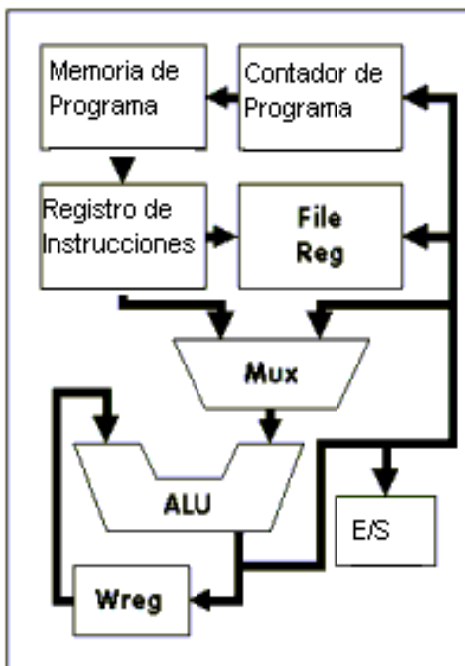 Memoria de
Programa
Contador de
Programa
Registro de
Instrucciones
File
Reg
Mux
ALU
E/S
Wreg